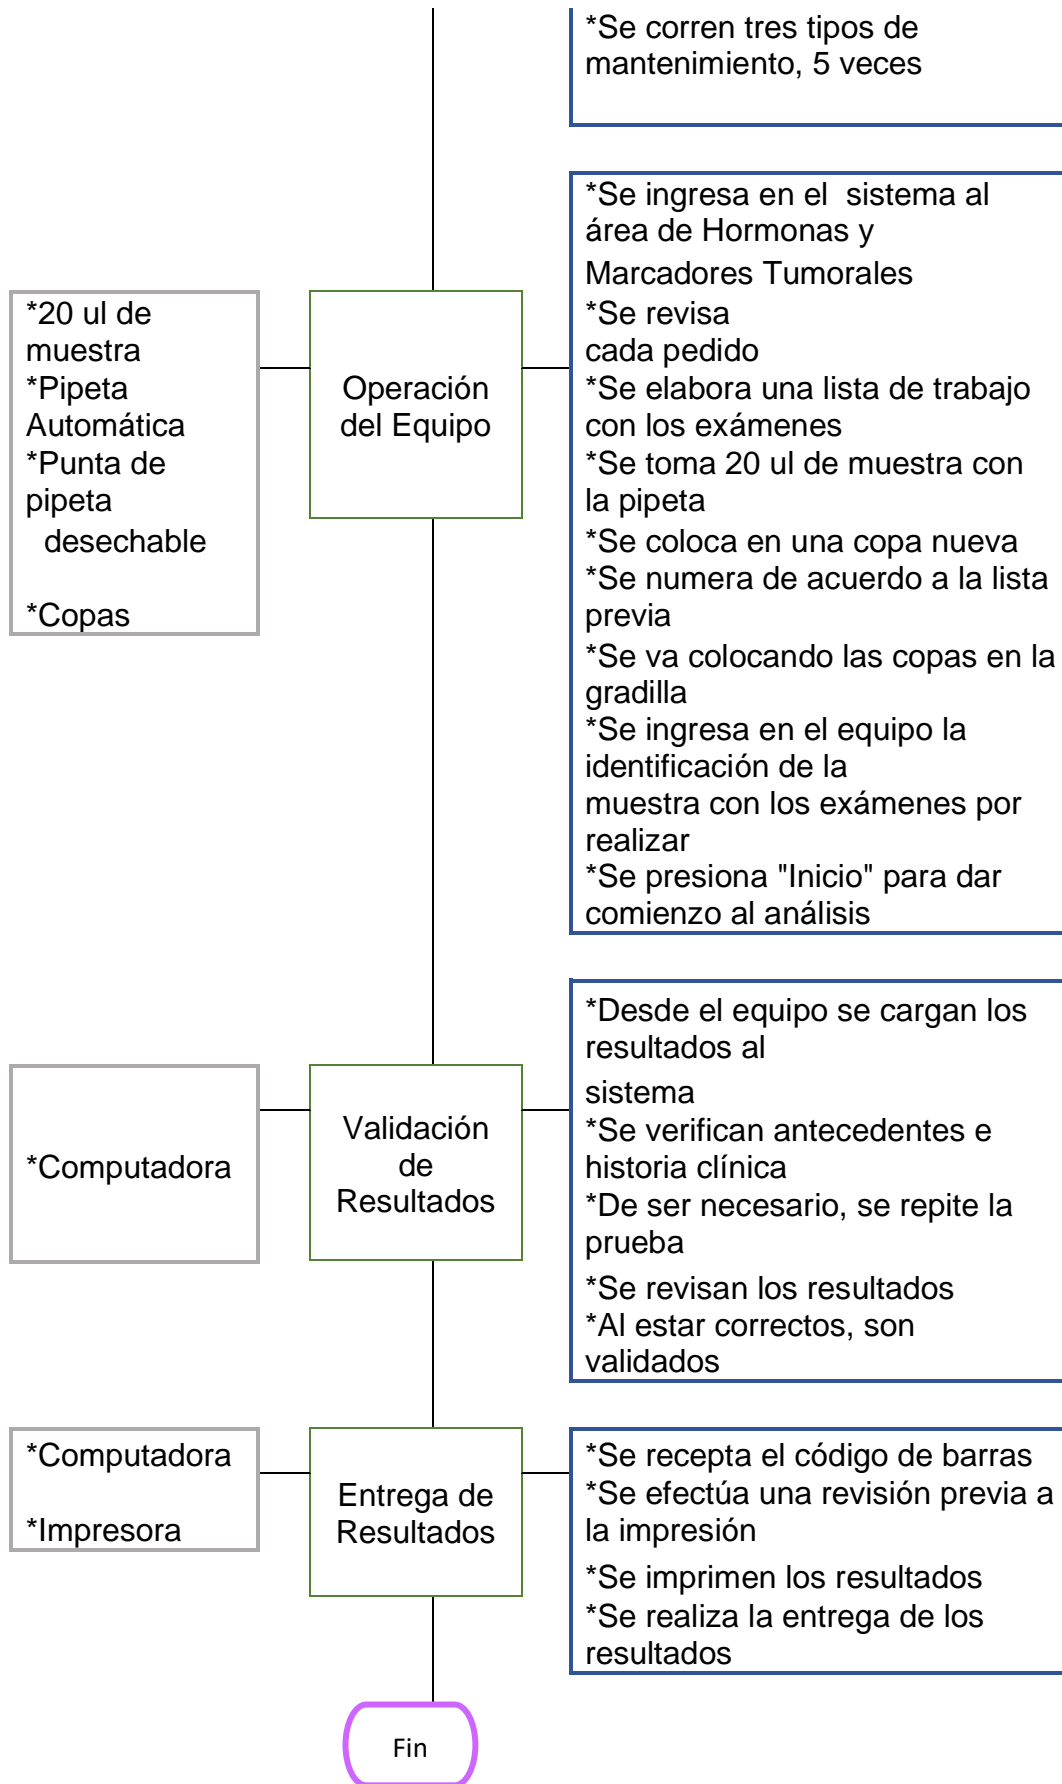 *Se corren tres tipos de
mantenimiento, 5 veces
*20 ul de
muestra
*Pipeta
Automática
*Punta de
pipeta
desechable
*Copas
Operación
del Equipo
*Se ingresa en el  sistema al
área de Hormonas y
Marcadores Tumorales
*Se revisa
cada pedido
*Se elabora una lista de trabajo
con los exámenes
*Se toma 20 ul de muestra con
la pipeta
*Se coloca en una copa nueva
*Se numera de acuerdo a la lista
previa
*Se va colocando las copas en la
gradilla
*Se ingresa en el equipo la
identificación de la
muestra con los exámenes por
realizar
*Se presiona "Inicio" para dar
comienzo al análisis
*Computadora
Validación
de
Resultados
*Desde el equipo se cargan los
resultados al
sistema
*Se verifican antecedentes e
historia clínica
*De ser necesario, se repite la
prueba
*Se revisan los resultados
*Al estar correctos, son
validados
*Computadora
*Impresora
Entrega de
Resultados
*Se recepta el código de barras
*Se efectúa una revisión previa a
la impresión
*Se imprimen los resultados
*Se realiza la entrega de los
resultados
Fin